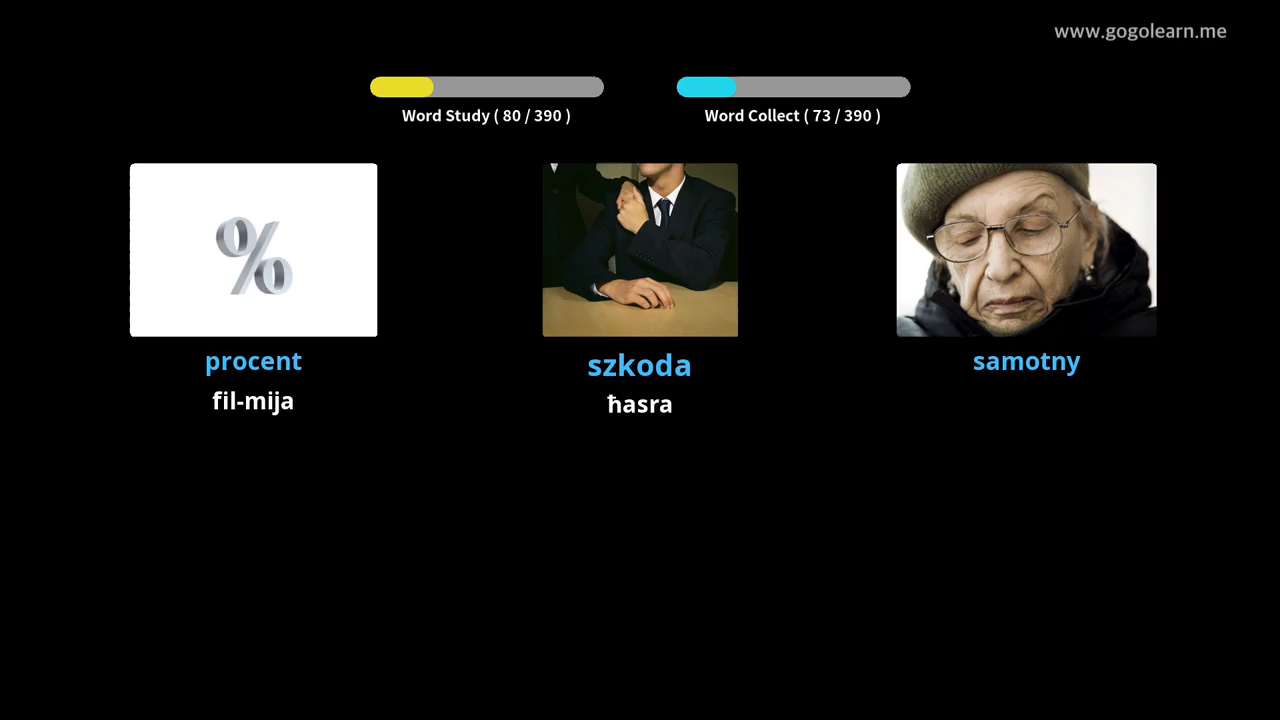 www.gogolearn.me
Word Study ( 80 / 390 )
Word Collect ( 73 / 390 )
%
procent
szkoda
samotny
fil-mija
ħasra